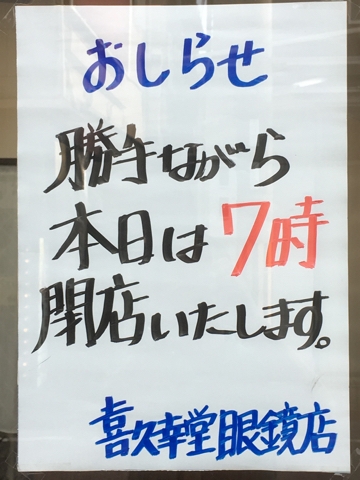 おしらせ
勝手ながら
本日は7時
閉店いたします。
喜久幸堂眼鏡店